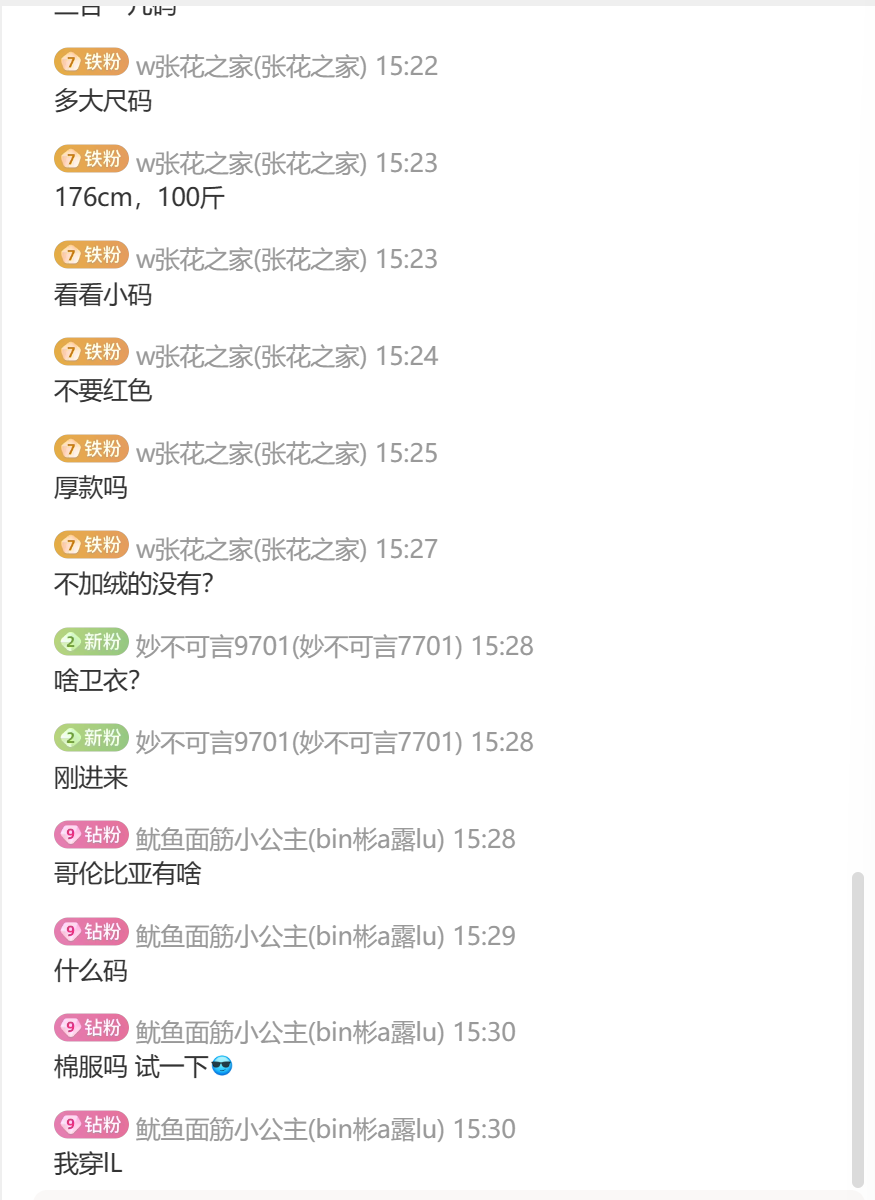 7 铁粉 w张花之家(张花之家) 15:22
多大尺码
7 铁粉 w张花之家(张花之家) 15:23
176cm，100斤
7 铁粉 w张花之家(张花之家) 15:23
看看小码
7 铁粉 w张花之家(张花之家) 15:24
不要红色
7 铁粉 w张花之家(张花之家) 15:25
厚款吗
7 铁粉 w张花之家(张花之家) 15:27
不加绒的没有?
2 新粉 妙不可言9701(妙不可言7701) 15:28
啥卫衣?
2 新粉 妙不可言9701(妙不可言7701) 15:28
刚进来
9 钻粉 鱿鱼面筋小公主(bin彬a露lu) 15:28
哥伦比亚有啥
9 钻粉 鱿鱼面筋小公主(bin彬a露lu) 15:29
什么码
9 钻粉 鱿鱼面筋小公主(bin彬a露lu) 15:30
棉服吗 试一下😎
9 钻粉 鱿鱼面筋小公主(bin彬a露lu) 15:30
我穿lL